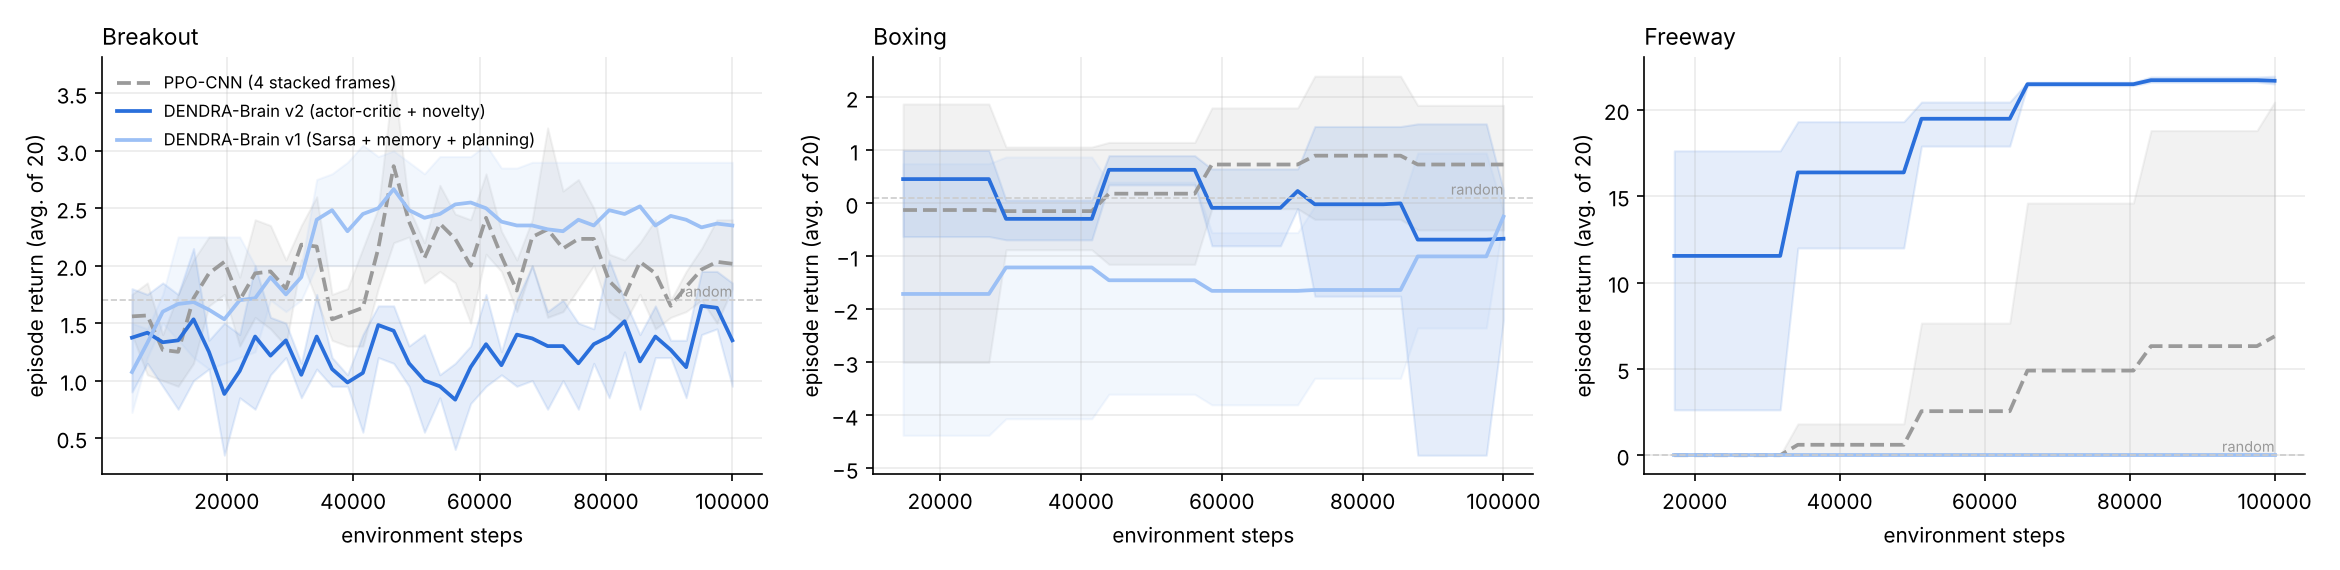 Breakout
PPO-CNN (4 stacked frames)
DENDRA-Brain v2 (actor-critic + novelty)
DENDRA-Brain v1 (Sarsa + memory + planning)
random
episode return (avg. of 20)
3.5
3.0
2.5
2.0
1.5
1.0
0.5
20000
40000
60000
80000
100000
environment steps
Boxing
random
episode return (avg. of 20)
2
1
0
−1
−2
−3
−4
−5
20000
40000
60000
80000
100000
environment steps
Freeway
random
episode return (avg. of 20)
20
15
10
5
0
20000
40000
60000
80000
100000
environment steps